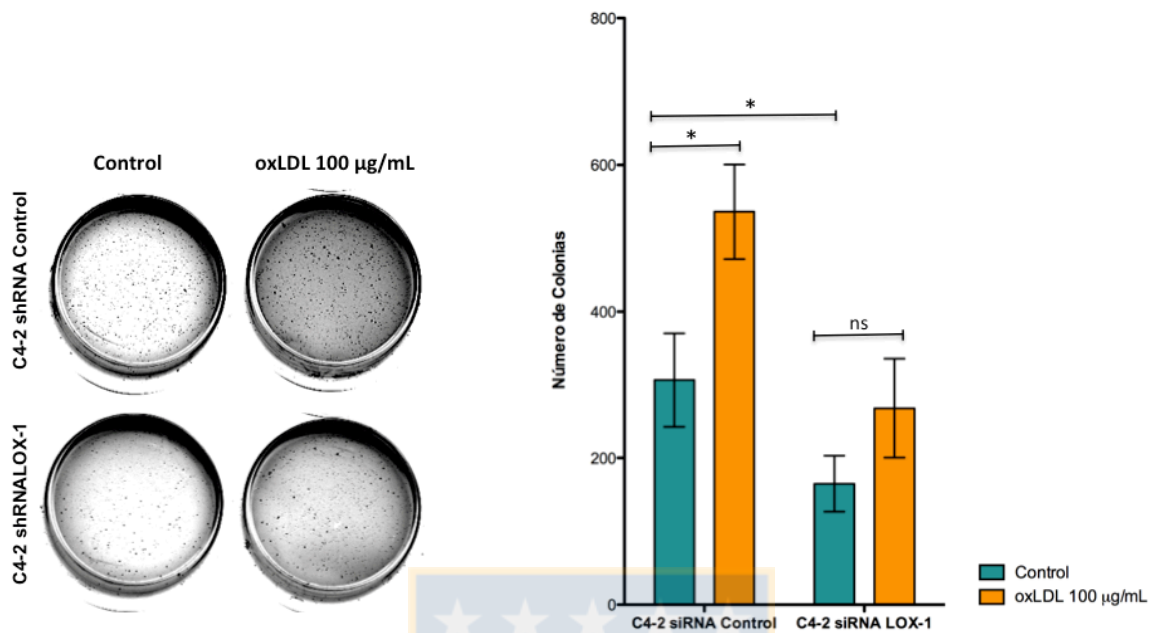 Control
oxLDL 100 µg/mL
C4-2 shRNA Control
C4-2 shRNALOX-1
Número de Colonias
800
600
400
200
0
*
*
ns
C4-2 siRNA Control
C4-2 siRNA LOX-1
Control
oxLDL 100 µg/mL